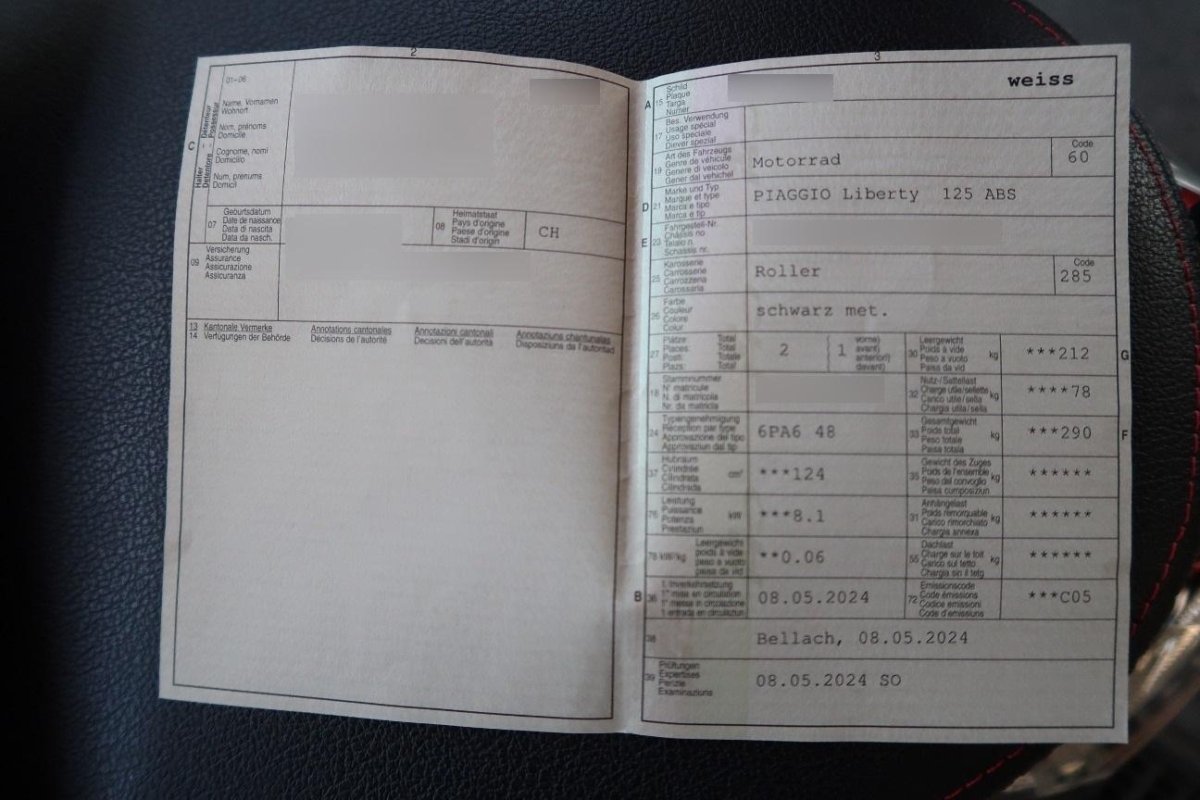 2
01–06
Name, Vornamen
Wohnort
Nom, prénoms
Domicile
Cognome, nomi
Domicilio
Num, prenums
Domicil
C
Halter
Détenteur
Detentore
Possessur
07
Geburtsdatum
Date de naissance
Data di nascita
Data da nasch.
08
Heimatstaat
Pays d'origine
Paese d'origine
Stadi d'origin
CH
09
Versicherung
Assurance
Assicurazione
Assicuranza
13 Kantonale Vermerke
14 Verfügungen der Behörde
Annotations cantonales
Décisions de l'autorité
Annotazioni cantonali
Decisioni dell'autorità
Annotaziuns chantunalas
Disposiziuns da l'autoritad
3
A 15
Schild
Plaque
Targa
Numer
weiss
17
Bes. Verwendung
Usage spécial
Uso speciale
Diever spezial
19
Art des Fahrzeugs
Genre de véhicule
Genere di veicolo
Gener dal vehichel
Motorrad
Code
60
D 21
Marke und Typ
Marque et type
Marca e tipo
Marca e tip
PIAGGIO Liberty 125 ABS
E 23
Fahrgestell-Nr.
Châssis no
Telaio n.
Schassis nr.
25
Karosserie
Carrosserie
Carrozzeria
Carossaria
Roller
Code
285
26
Farbe
Couleur
Colore
Colur
schwarz met.
27
Plätze: Total
Places: Total
Posti: Totale
Plazs: Total
2
1
vorne)
avant)
anteriori)
davant)
30
Leergewicht
Poids à vide
Peso a vuoto
Paisa da vid
kg
***212
G
18
Stammnummer
N° matricule
N. di matricola
Nr. da matricla
32
Nutz-/Sattellast
Charge utile/sellette
Carico utile/sella
Chargia utila/sella
kg
****78
24
Typengenehmigung
Réception par type
Approvazione del tipo
Approvaziun dal tip
6PA6 48
33
Gesamtgewicht
Poids total
Peso totale
Paisa totala
kg
***290
F
37
Hubraum
Cylindrée
Cilindrata
Cilindrada
cm³
***124
35
Gewicht des Zuges
Poids de l'ensemble
Peso del convoglio
Paisa cumposiziun
kg
******
76
Leistung
Puissance
Potenza
Prestaziun
kW
***8.1
31
Anhängelast
Poids remorquable
Carico rimorchiato
Chargia annexa
kg
******
78 kW/kg
Leergewicht
poids à vide
peso a vuoto
paisa da vid
**0.06
55
Dachlast
Charge sur le toit
Carico sul tetto
Chargia sin il tetg
kg
******
B 36
1. Inverkehrsetzung
1re mise en circulation
1a messa in circolazione
1. entrada en circulaziun
08.05.2024
72
Emissionscode
Code émissions
Codice emissioni
Code d'emissiuns
***C05
38
Bellach, 08.05.2024
39
Prüfungen
Expertises
Perizie
Examinaziuns
08.05.2024 SO